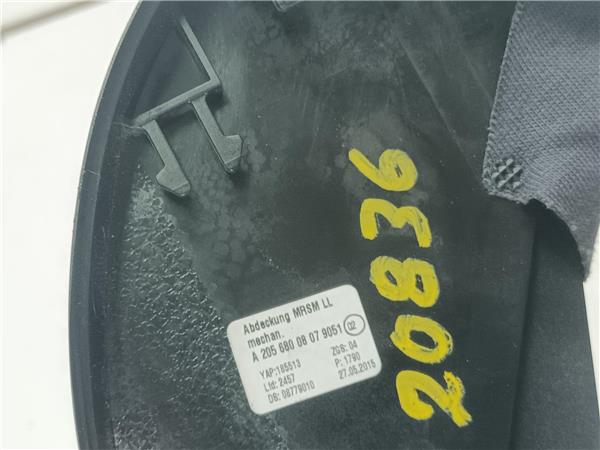 Abdeckung MRSM LL
mechan.
A 205 680 08 07 9051 02
YAP:185513 ZGS: 04
Lfd: 2457 P: 1790
DS: 08779010 27.05.2015
20836